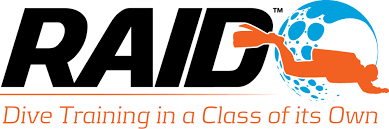 RAID™
Dive Training in a Class of its Own